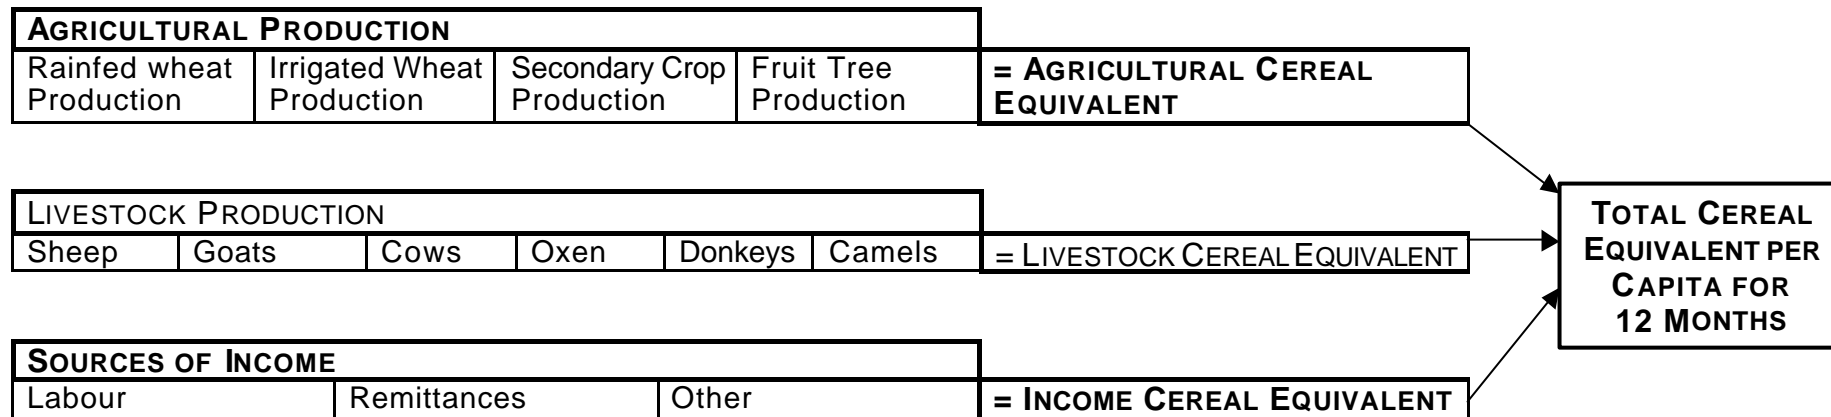 AGRICULTURAL PRODUCTION
Rainfed wheat Production
Irrigated Wheat Production
Secondary Crop Production
Fruit Tree Production
= AGRICULTURAL CEREAL
EQUIVALENT
LIVESTOCK PRODUCTION
Sheep Goats Cows Oxen Donkeys Camels = LIVESTOCK CEREAL EQUIVALENT
TOTAL CEREAL
EQUIVALENT PER
CAPITA FOR
12 MONTHS
SOURCES OF INCOME
Labour Remittances Other = INCOME CEREAL EQUIVALENT